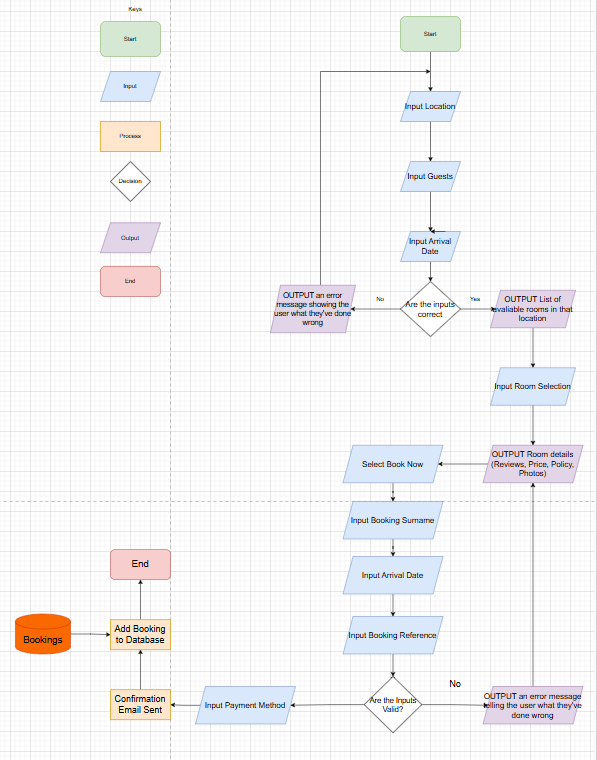 Keys
Start
Input
Process
Decision
Output
End
Start
Input Location
Input Guests
Input Arrival
Date
Are the inputs
correct
No
Yes
OUTPUT an error
message showing the
user what they've done
wrong
OUTPUT List of
avaliable rooms in that
location
Input Room Selection
OUTPUT Room details
(Reviews, Price, Policy,
Photos)
Select Book Now
Input Booking Surname
Input Arrival Date
Input Booking Reference
Are the Inputs
Valid?
No
OUTPUT an error message
telling the user what they've
done wrong
Input Payment Method
Confirmation
Email Sent
Add Booking
to Database
Bookings
End